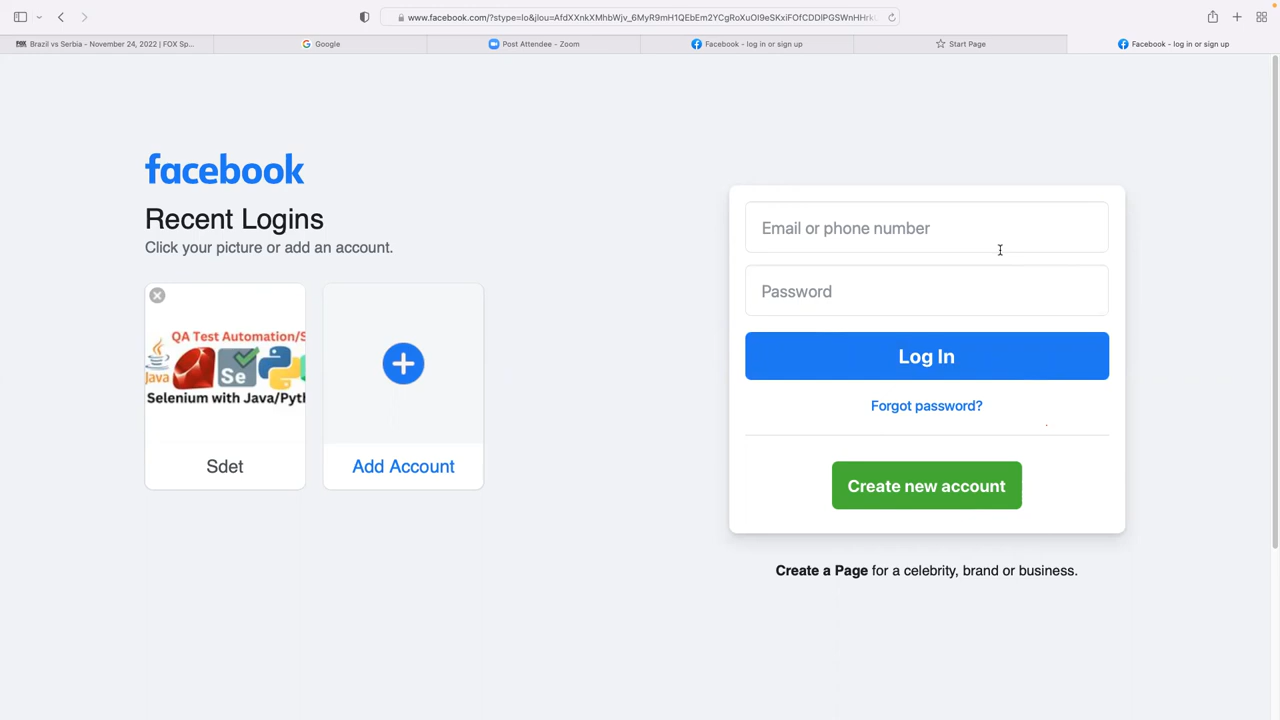 www.facebook.com/?stype=lo&jlou=AfdXXnkXMhbWjv_6MyR9mH1QEbEm2YCgRoXuOI9eSKxiFOfCDDlPGSWnHHrk
Brazil vs Serbia - November 24, 2022 | FOX Sp...
Google
Post Attendee - Zoom
Facebook - log in or sign up
Start Page
Facebook - log in or sign up
facebook
Recent Logins
Click your picture or add an account.
QA Test Automation/S
Java
Se
Selenium with Java/Pyth
Sdet
Add Account
Email or phone number
Password
Log In
Forgot password?
Create new account
Create a Page for a celebrity, brand or business.